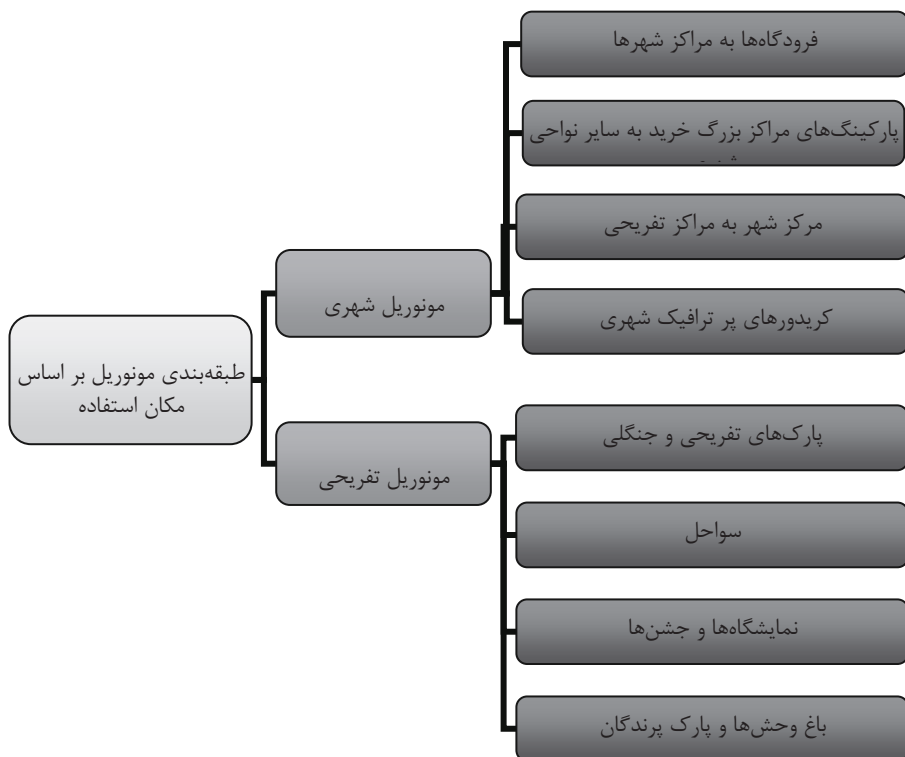 طبقه‌بندی مونوریل بر اساس
مکان استفاده
مونوریل شهری
فرودگاه‌ها به مراکز شهرها
پارکینگ‌های مراکز بزرگ خرید به سایر نواحی
مرکز شهر به مراکز تفریحی
کریدورهای پر ترافیک شهری
مونوریل تفریحی
پارک‌های تفریحی و جنگلی
سواحل
نمایشگاه‌ها و جشن‌ها
باغ وحش‌ها و پارک پرندگان